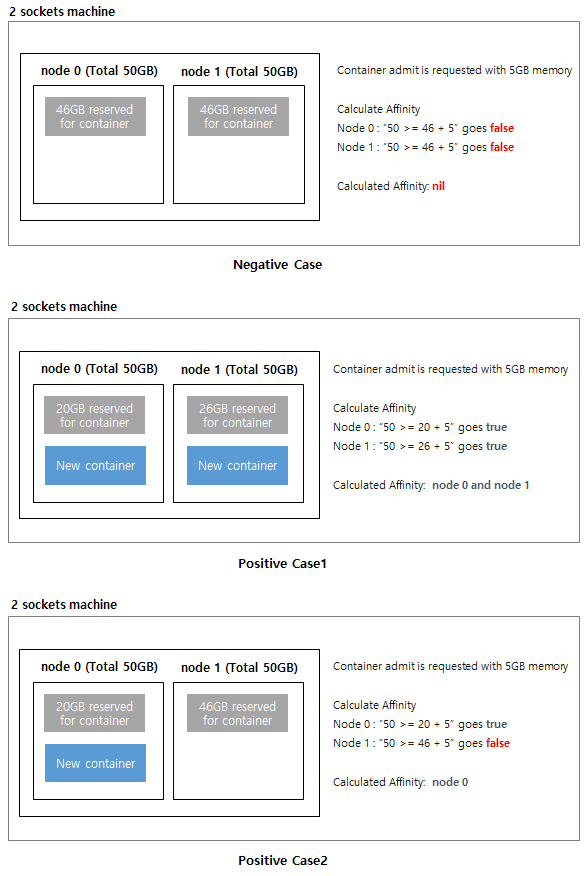 2 sockets machine
node 0 (Total 50GB)
node 1 (Total 50GB)
46GB reserved
for container
46GB reserved
for container
Container admit is requested with 5GB memory
Calculate Affinity
Node 0 : “50 >= 46 + 5” goes false
Node 1 : “50 >= 46 + 5” goes false
Calculated Affinity: nil
Negative Case
2 sockets machine
node 0 (Total 50GB)
node 1 (Total 50GB)
20GB reserved
for container
New container
26GB reserved
for container
New container
Container admit is requested with 5GB memory
Calculate Affinity
Node 0 : “50 >= 20 + 5” goes true
Node 1 : “50 >= 26 + 5” goes true
Calculated Affinity: node 0 and node 1
Positive Case1
2 sockets machine
node 0 (Total 50GB)
node 1 (Total 50GB)
20GB reserved
for container
New container
46GB reserved
for container
Container admit is requested with 5GB memory
Calculate Affinity
Node 0 : “50 >= 20 + 5” goes true
Node 1 : “50 >= 46 + 5” goes false
Calculated Affinity: node 0
Positive Case2